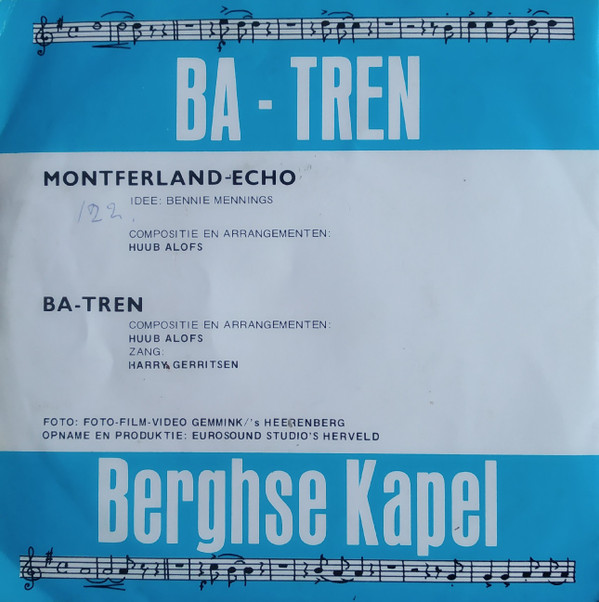 BA - TREN
MONTFERLAND-ECHO
IDEE: BENNIE MENNINGS
122.
COMPOSITIE EN ARRANGEMENTEN:
HUUB ALOFS
BA-TREN
COMPOSITIE EN ARRANGEMENTEN:
HUUB ALOFS
ZANG:
HARRY GERRITSEN
FOTO: FOTO-FILM-VIDEO GEMMINK/'s HEERENBERG
OPNAME EN PRODUKTIE: EUROSOUND STUDIO'S HERVELD
Berghse Kapel